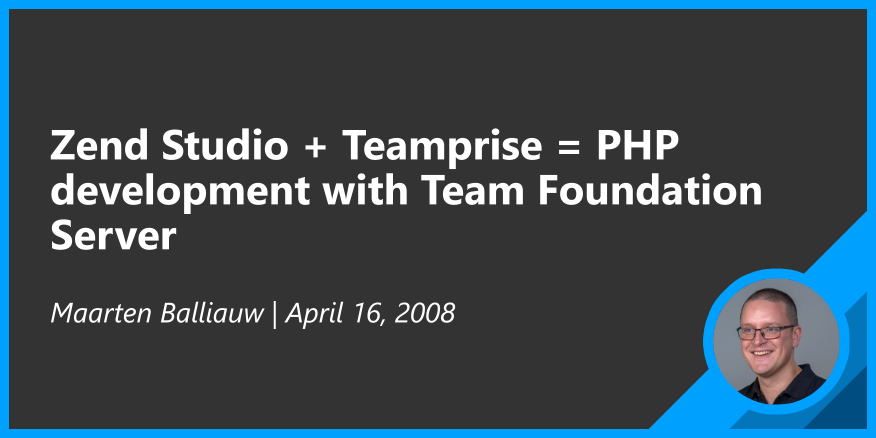 Zend Studio + Teamprise = PHP
development with Team Foundation
Server
Maarten Balliauw | April 16, 2008